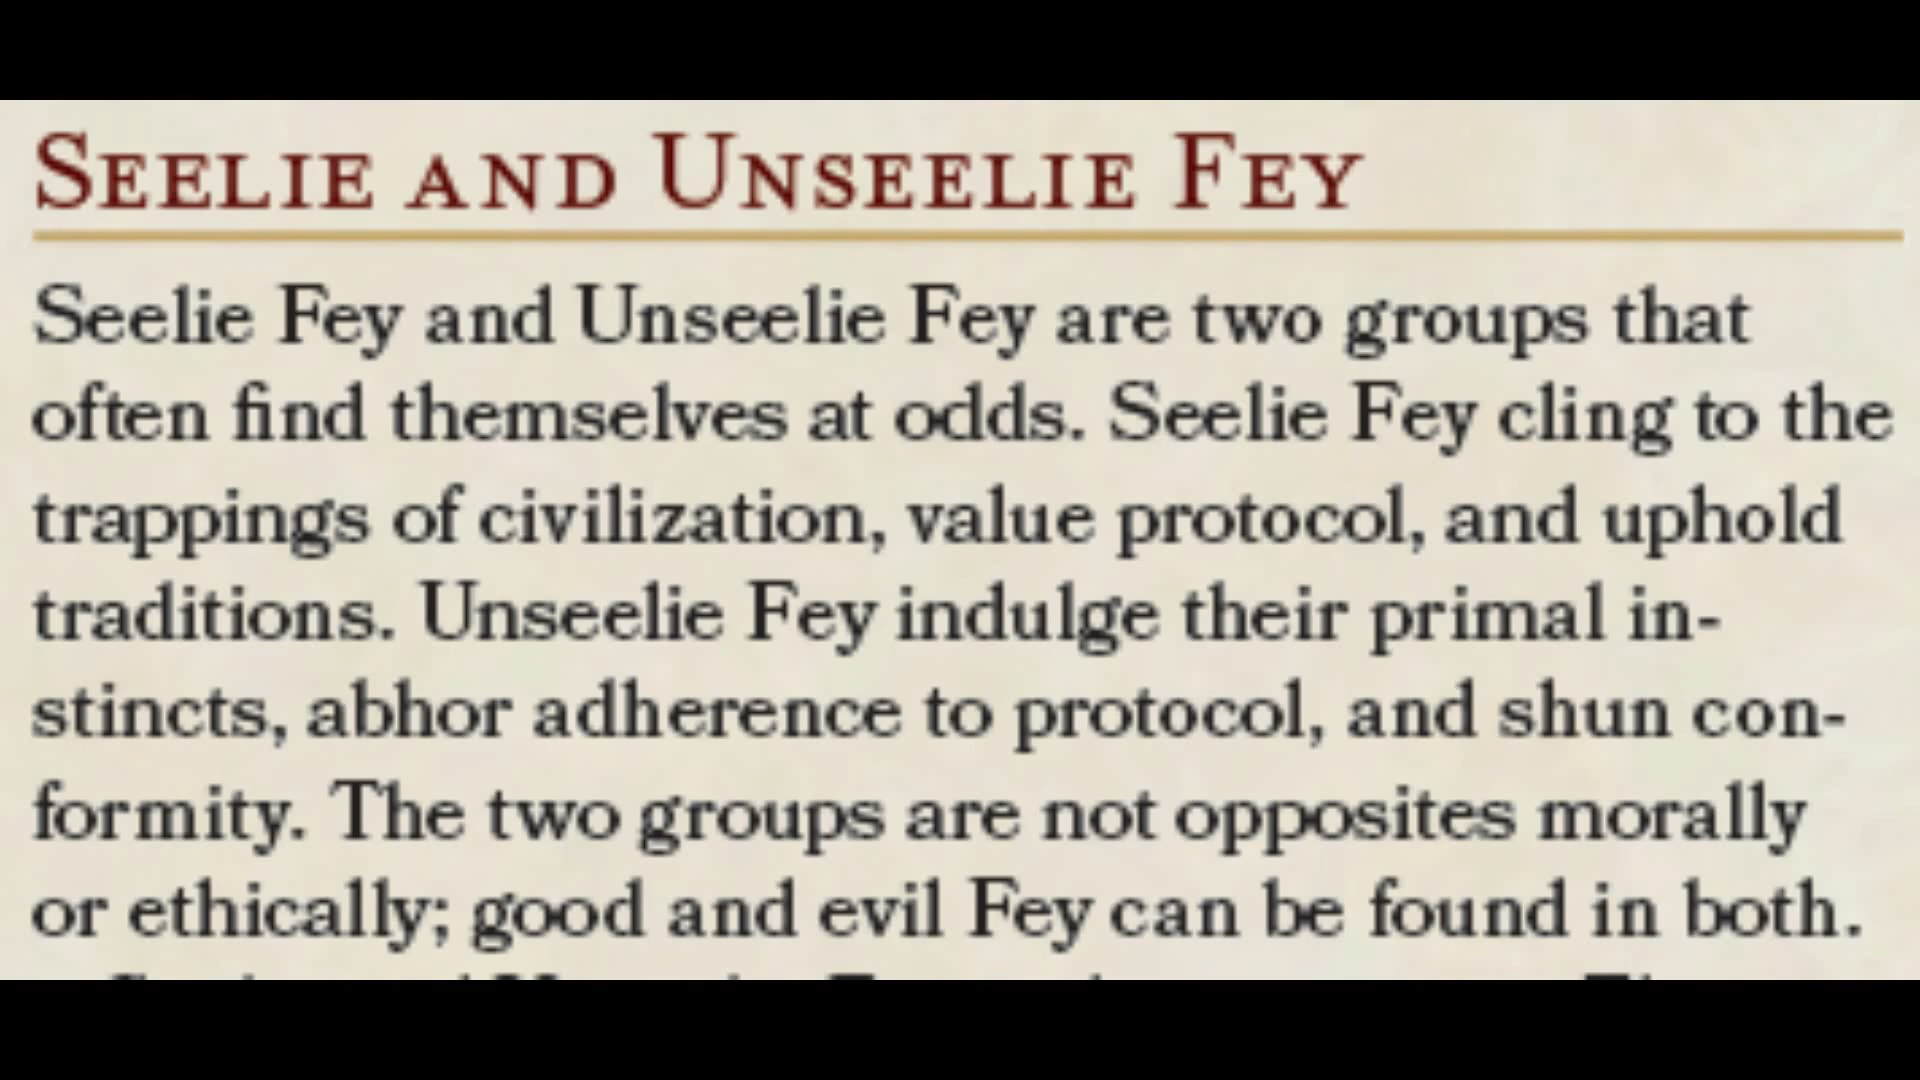 Seelie and Unseelie Fey
Seelie Fey and Unseelie Fey are two groups that
often find themselves at odds. Seelie Fey cling to the
trappings of civilization, value protocol, and uphold
traditions. Unseelie Fey indulge their primal in-
stincts, abhor adherence to protocol, and shun con-
formity. The two groups are not opposites morally
or ethically; good and evil Fey can be found in both.